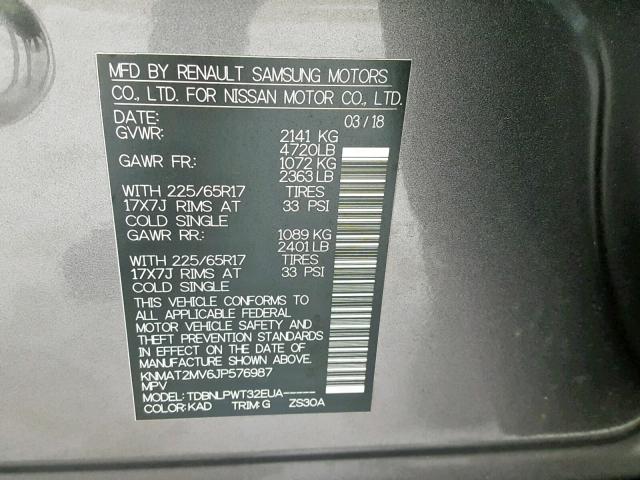 MFD BY RENAULT SAMSUNG MOTORS
CO., LTD. FOR NISSAN MOTOR CO., LTD.
DATE: 03/18
GVWR: 2141 KG
4720LB
GAWR FR: 1072 KG
2363 LB
WITH 225/65R17 TIRES
17X7J RIMS AT 33 PSI
COLD SINGLE
GAWR RR: 1089 KG
2401 LB
WITH 225/65R17 TIRES
17X7J RIMS AT 33 PSI
COLD SINGLE
THIS VEHICLE CONFORMS TO
ALL APPLICABLE FEDERAL
MOTOR VEHICLE SAFETY AND
THEFT PREVENTION STANDARDS
IN EFFECT ON THE DATE OF
MANUFACTURE SHOWN ABOVE.
KNMAT2MV6JP576987
MPV
MODEL: TDBNLPWT32EUA-----
COLOR: KAD TRIM: G ZS30A